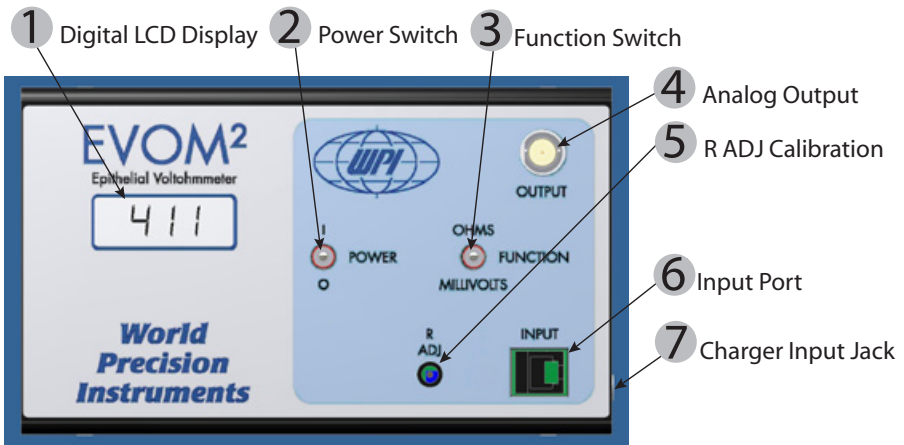 1 Digital LCD Display
2 Power Switch
3 Function Switch
4 Analog Output
5 R ADJ Calibration
6 Input Port
7 Charger Input Jack
EVOM²
Epithelial Voltohmmeter
411
World
Precision
Instruments
WPI
OUTPUT
I
POWER
O
OHMS
FUNCTION
MILLIVOLTS
R
ADJ
INPUT